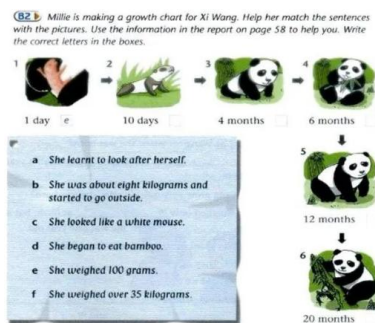 B2 Millie is making a growth chart for Xi Wang. Help her match the sentences
with the pictures. Use the information in the report on page 58 to help you. Write
the correct letters in the boxes.
1
2
3
4
1 day e
10 days
4 months
6 months
5
12 months
6
20 months
a She learnt to look after herself.
b She was about eight kilograms and
started to go outside.
c She looked like a white mouse.
d She began to eat bamboo.
e She weighed 100 grams.
f She weighed over 35 kilograms.